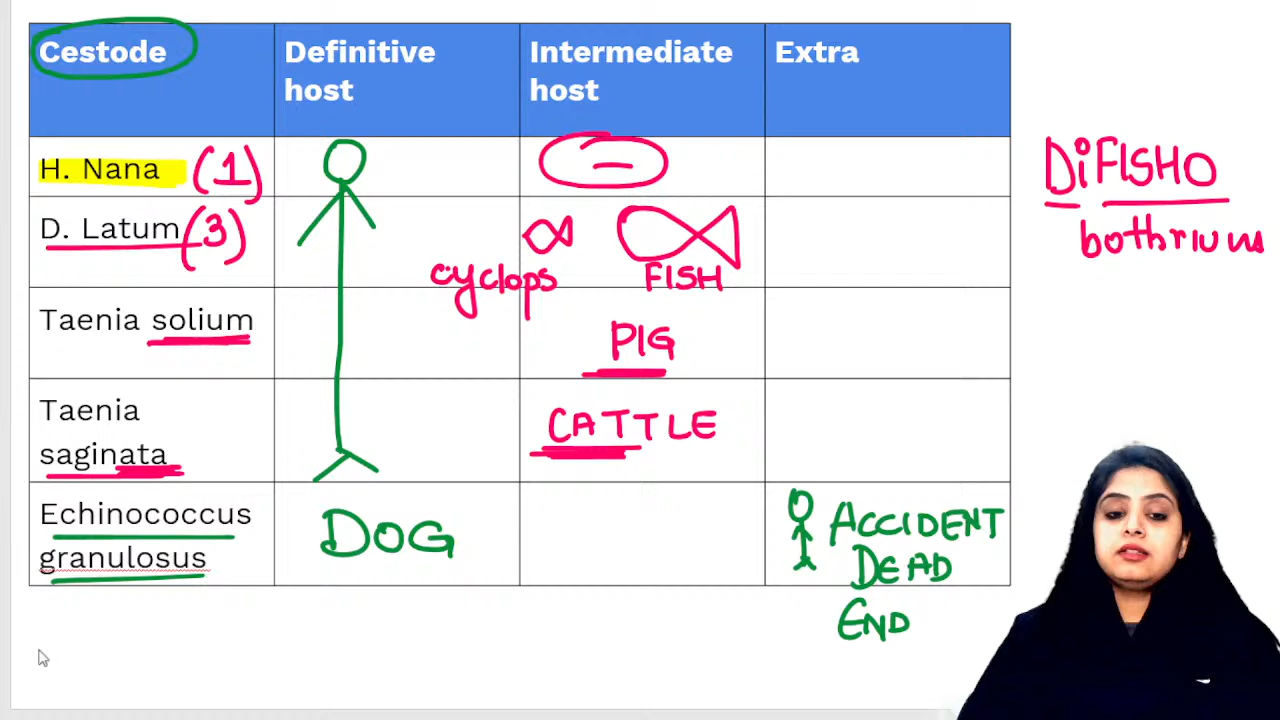 Cestode
Definitive host
Intermediate host
Extra
H. Nana (1)
D. Latum (3)
cyclops
FISH
Taenia solium
PIG
Taenia saginata
CATTLE
Echinococcus granulosus
DOG
ACCIDENT
DEAD
END
DiFISHO
bothrium